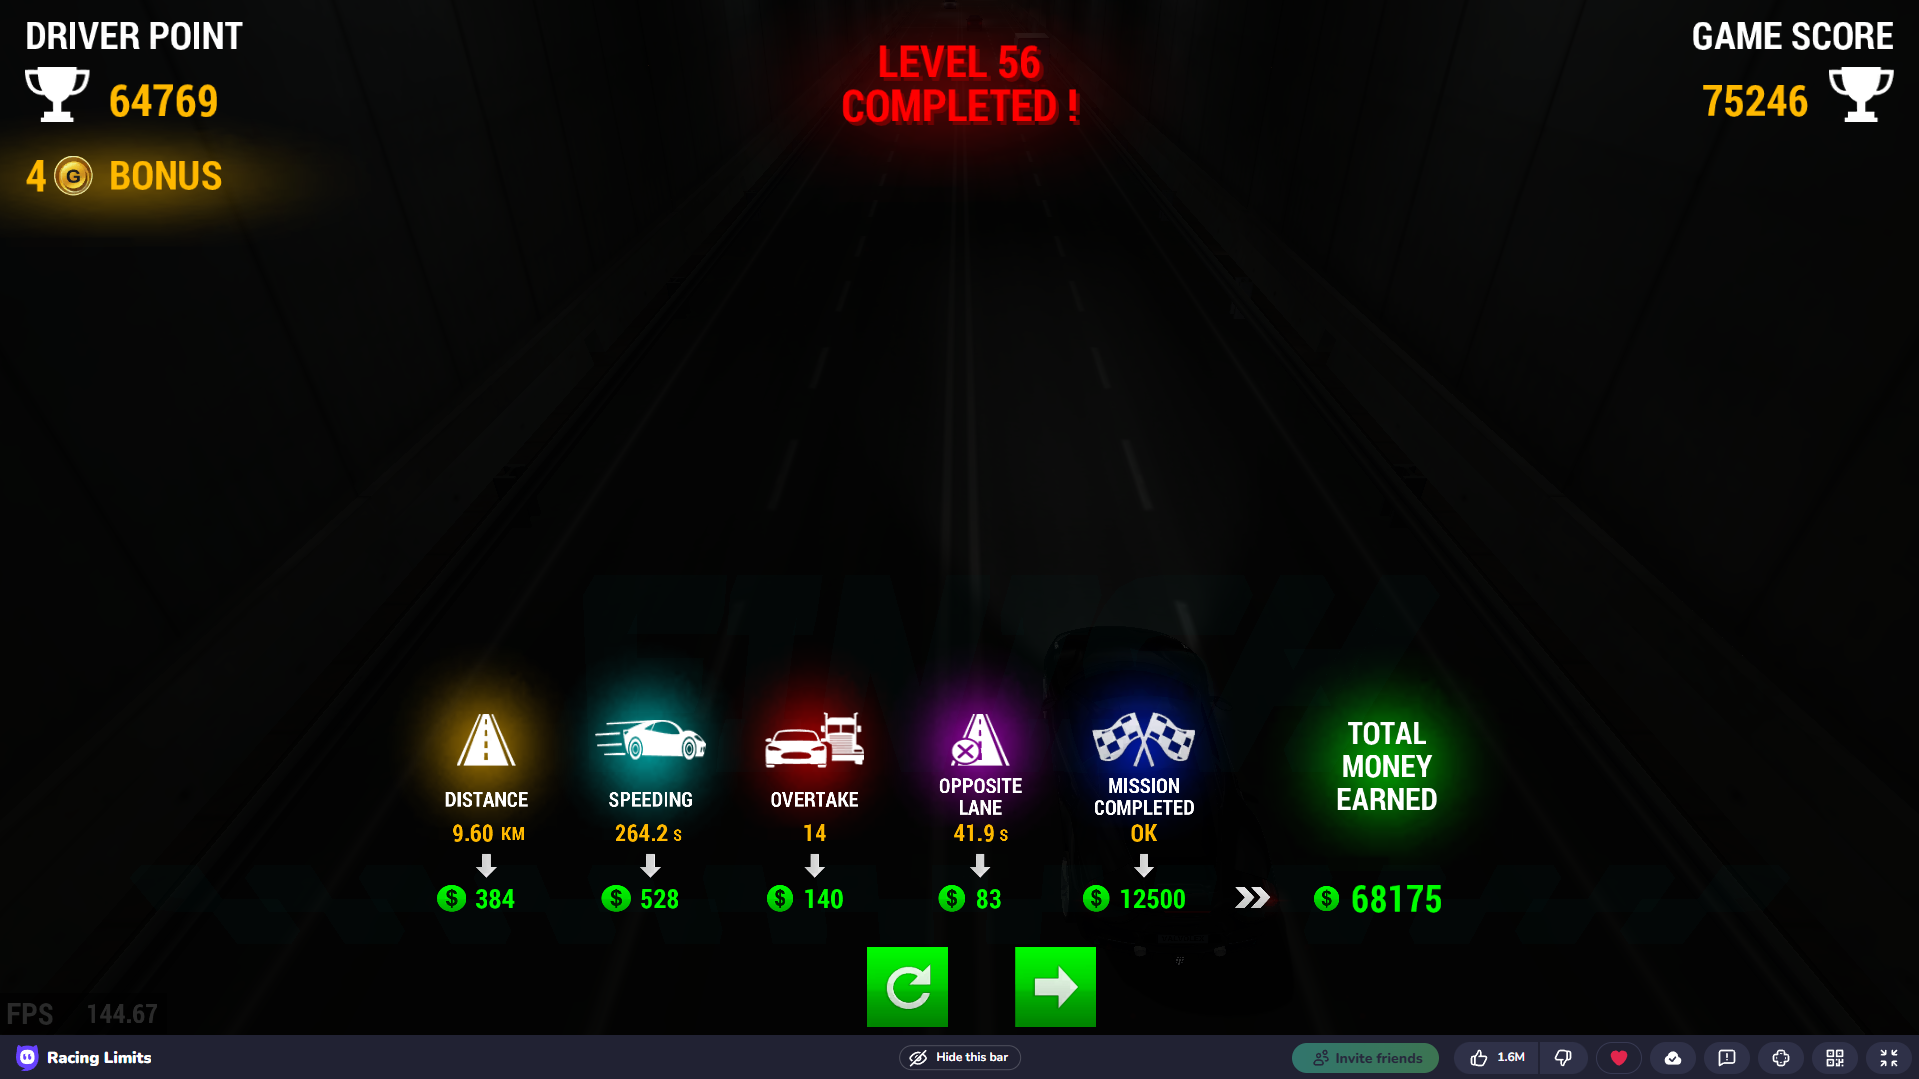 DRIVER POINT
64769
4 G BONUS
LEVEL 56
COMPLETED !
GAME SCORE
75246
FINISH
DISTANCE
9.60 KM
$ 384
SPEEDING
264.2 s
$ 528
OVERTAKE
14
$ 140
OPPOSITE
LANE
41.9 s
$ 83
MISSION
COMPLETED
OK
$ 12500
TOTAL
MONEY
EARNED
$ 68175
FPS 144.67
Racing Limits
Hide this bar
Invite friends
1.6M